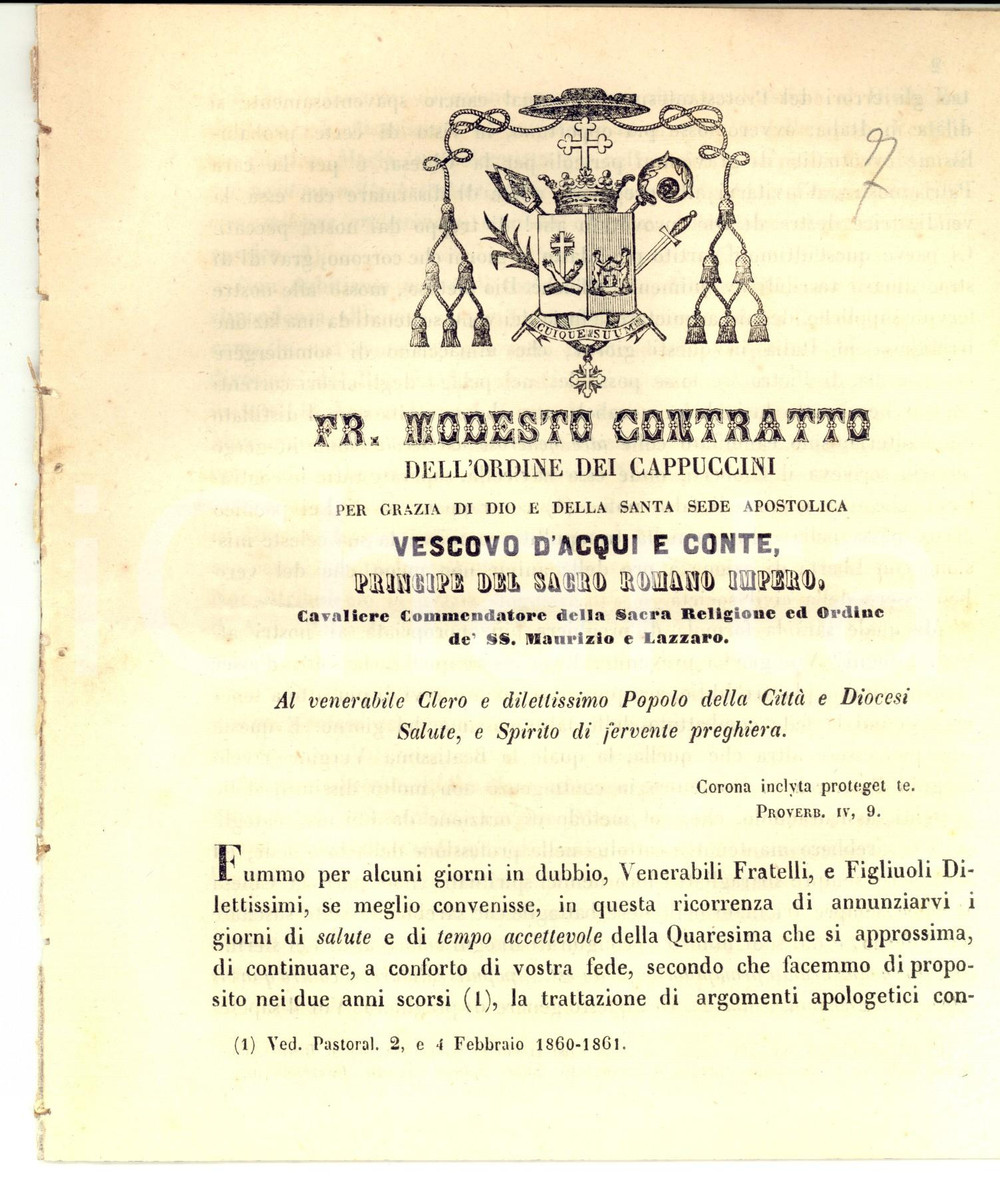 CUIQUE SUUM
FR. MODESTO CONTRATTO
DELL'ORDINE DEI CAPPUCCINI
PER GRAZIA DI DIO E DELLA SANTA SEDE APOSTOLICA
VESCOVO D'ACQUI E CONTE,
PRINCIPE DEL SACRO ROMANO IMPERO,
Cavaliere Commendatore della Sacra Religione ed Ordine
de' SS. Maurizio e Lazzaro.
Al venerabile Clero e dilettissimo Popolo della Città e Diocesi
Salute, e Spirito di fervente preghiera.
Corona inclyta proteget te.
PROVERB. IV, 9.
Fummo per alcuni giorni in dubbio, Venerabili Fratelli, e Figliuoli Di-
lettissimi, se meglio convenisse, in questa ricorrenza di annunziarvi i
giorni di salute e di tempo accettevole della Quaresima che si approssima,
di continuare, a conforto di vostra fede, secondo che facemmo di propo-
sito nei due anni scorsi (1), la trattazione di argomenti apologetici con-
(1) Ved. Pastoral. 2, e 4 Febbraio 1860-1861.